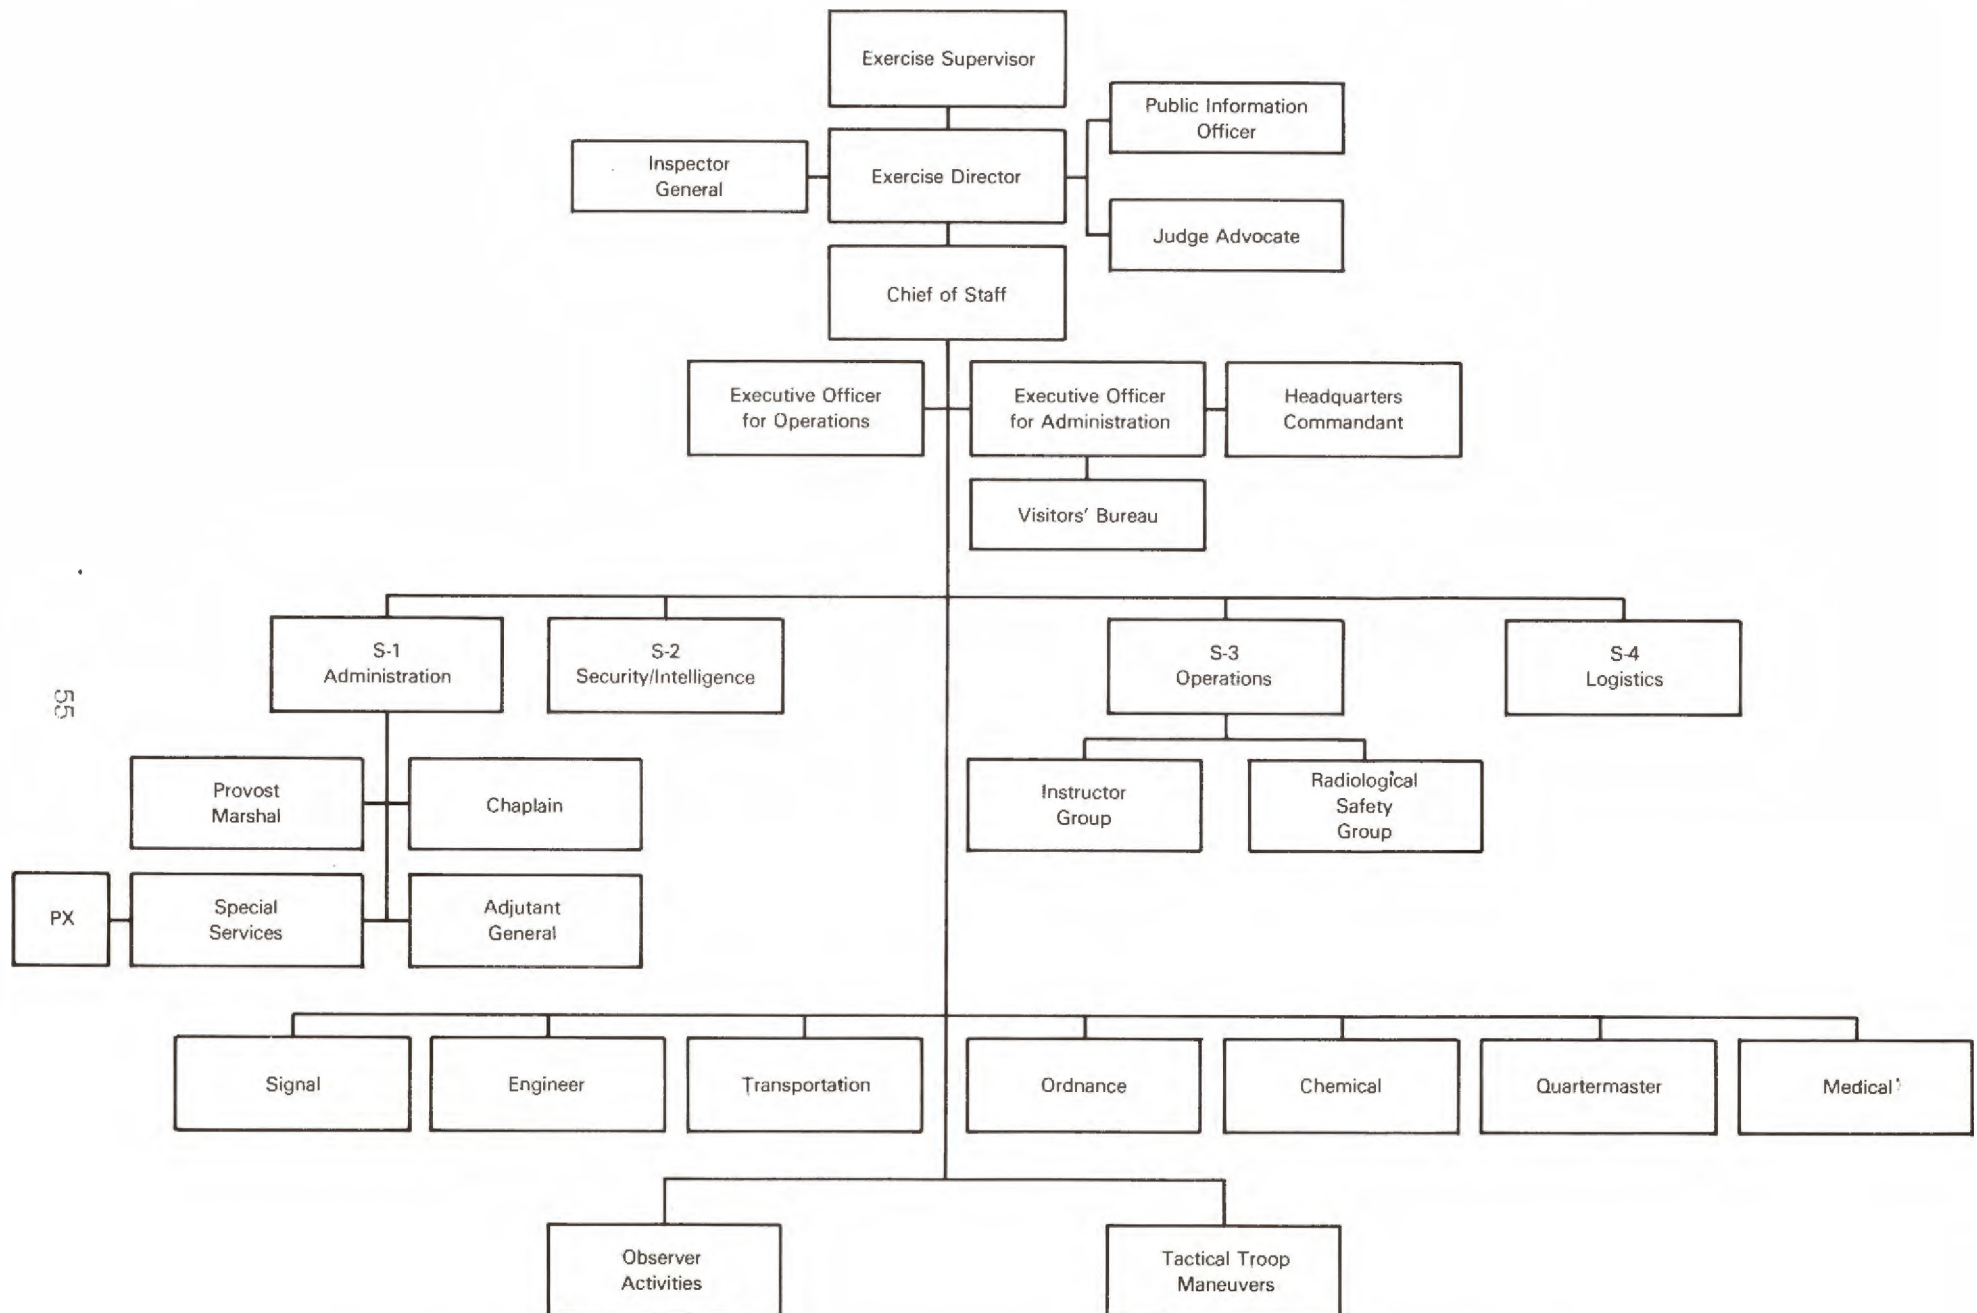 Exercise Supervisor
Public Information
Officer
Inspector
General
Exercise Director
Judge Advocate
Chief of Staff
Executive Officer
for Operations
Executive Officer
for Administration
Headquarters
Commandant
Visitors' Bureau
S-1
Administration
S-2
Security/Intelligence
S-3
Operations
S-4
Logistics
55
Provost
Marshal
Chaplain
Instructor
Group
Radiological
Safety
Group
PX
Special
Services
Adjutant
General
Signal
Engineer
Transportation
Ordnance
Chemical
Quartermaster
Medical
Observer
Activities
Tactical Troop
Maneuvers